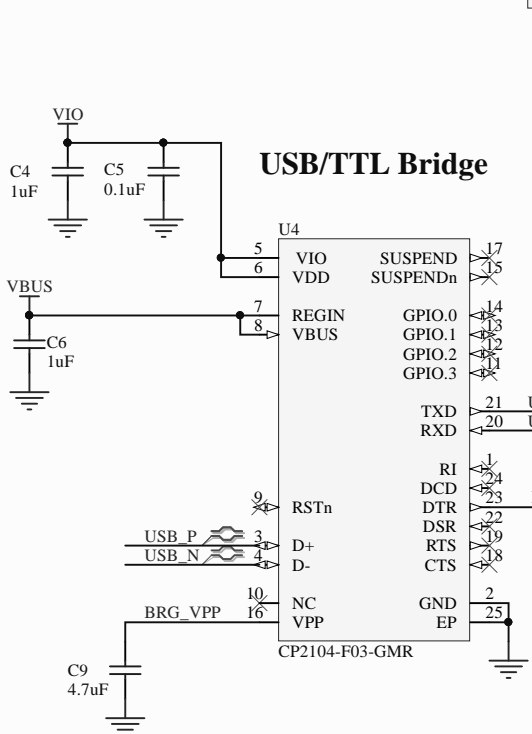 VIO
C4
1uF
C5
0.1uF
USB/TTL Bridge
U4
5 VIO SUSPEND 17
6 VDD SUSPENDn 15
VBUS
7 REGIN GPIO.0 14
8 VBUS GPIO.1 13
GPIO.2 12
GPIO.3 11
C6
1uF
TXD 21 U
RXD 20 U
RI 1
DCD 24
9 RSTn DTR 23
DSR 22
USB_P 3 D+ RTS 19
USB_N 4 D- CTS 18
10 NC GND 2
BRG_VPP 16 VPP EP 25
CP2104-F03-GMR
C9
4.7uF